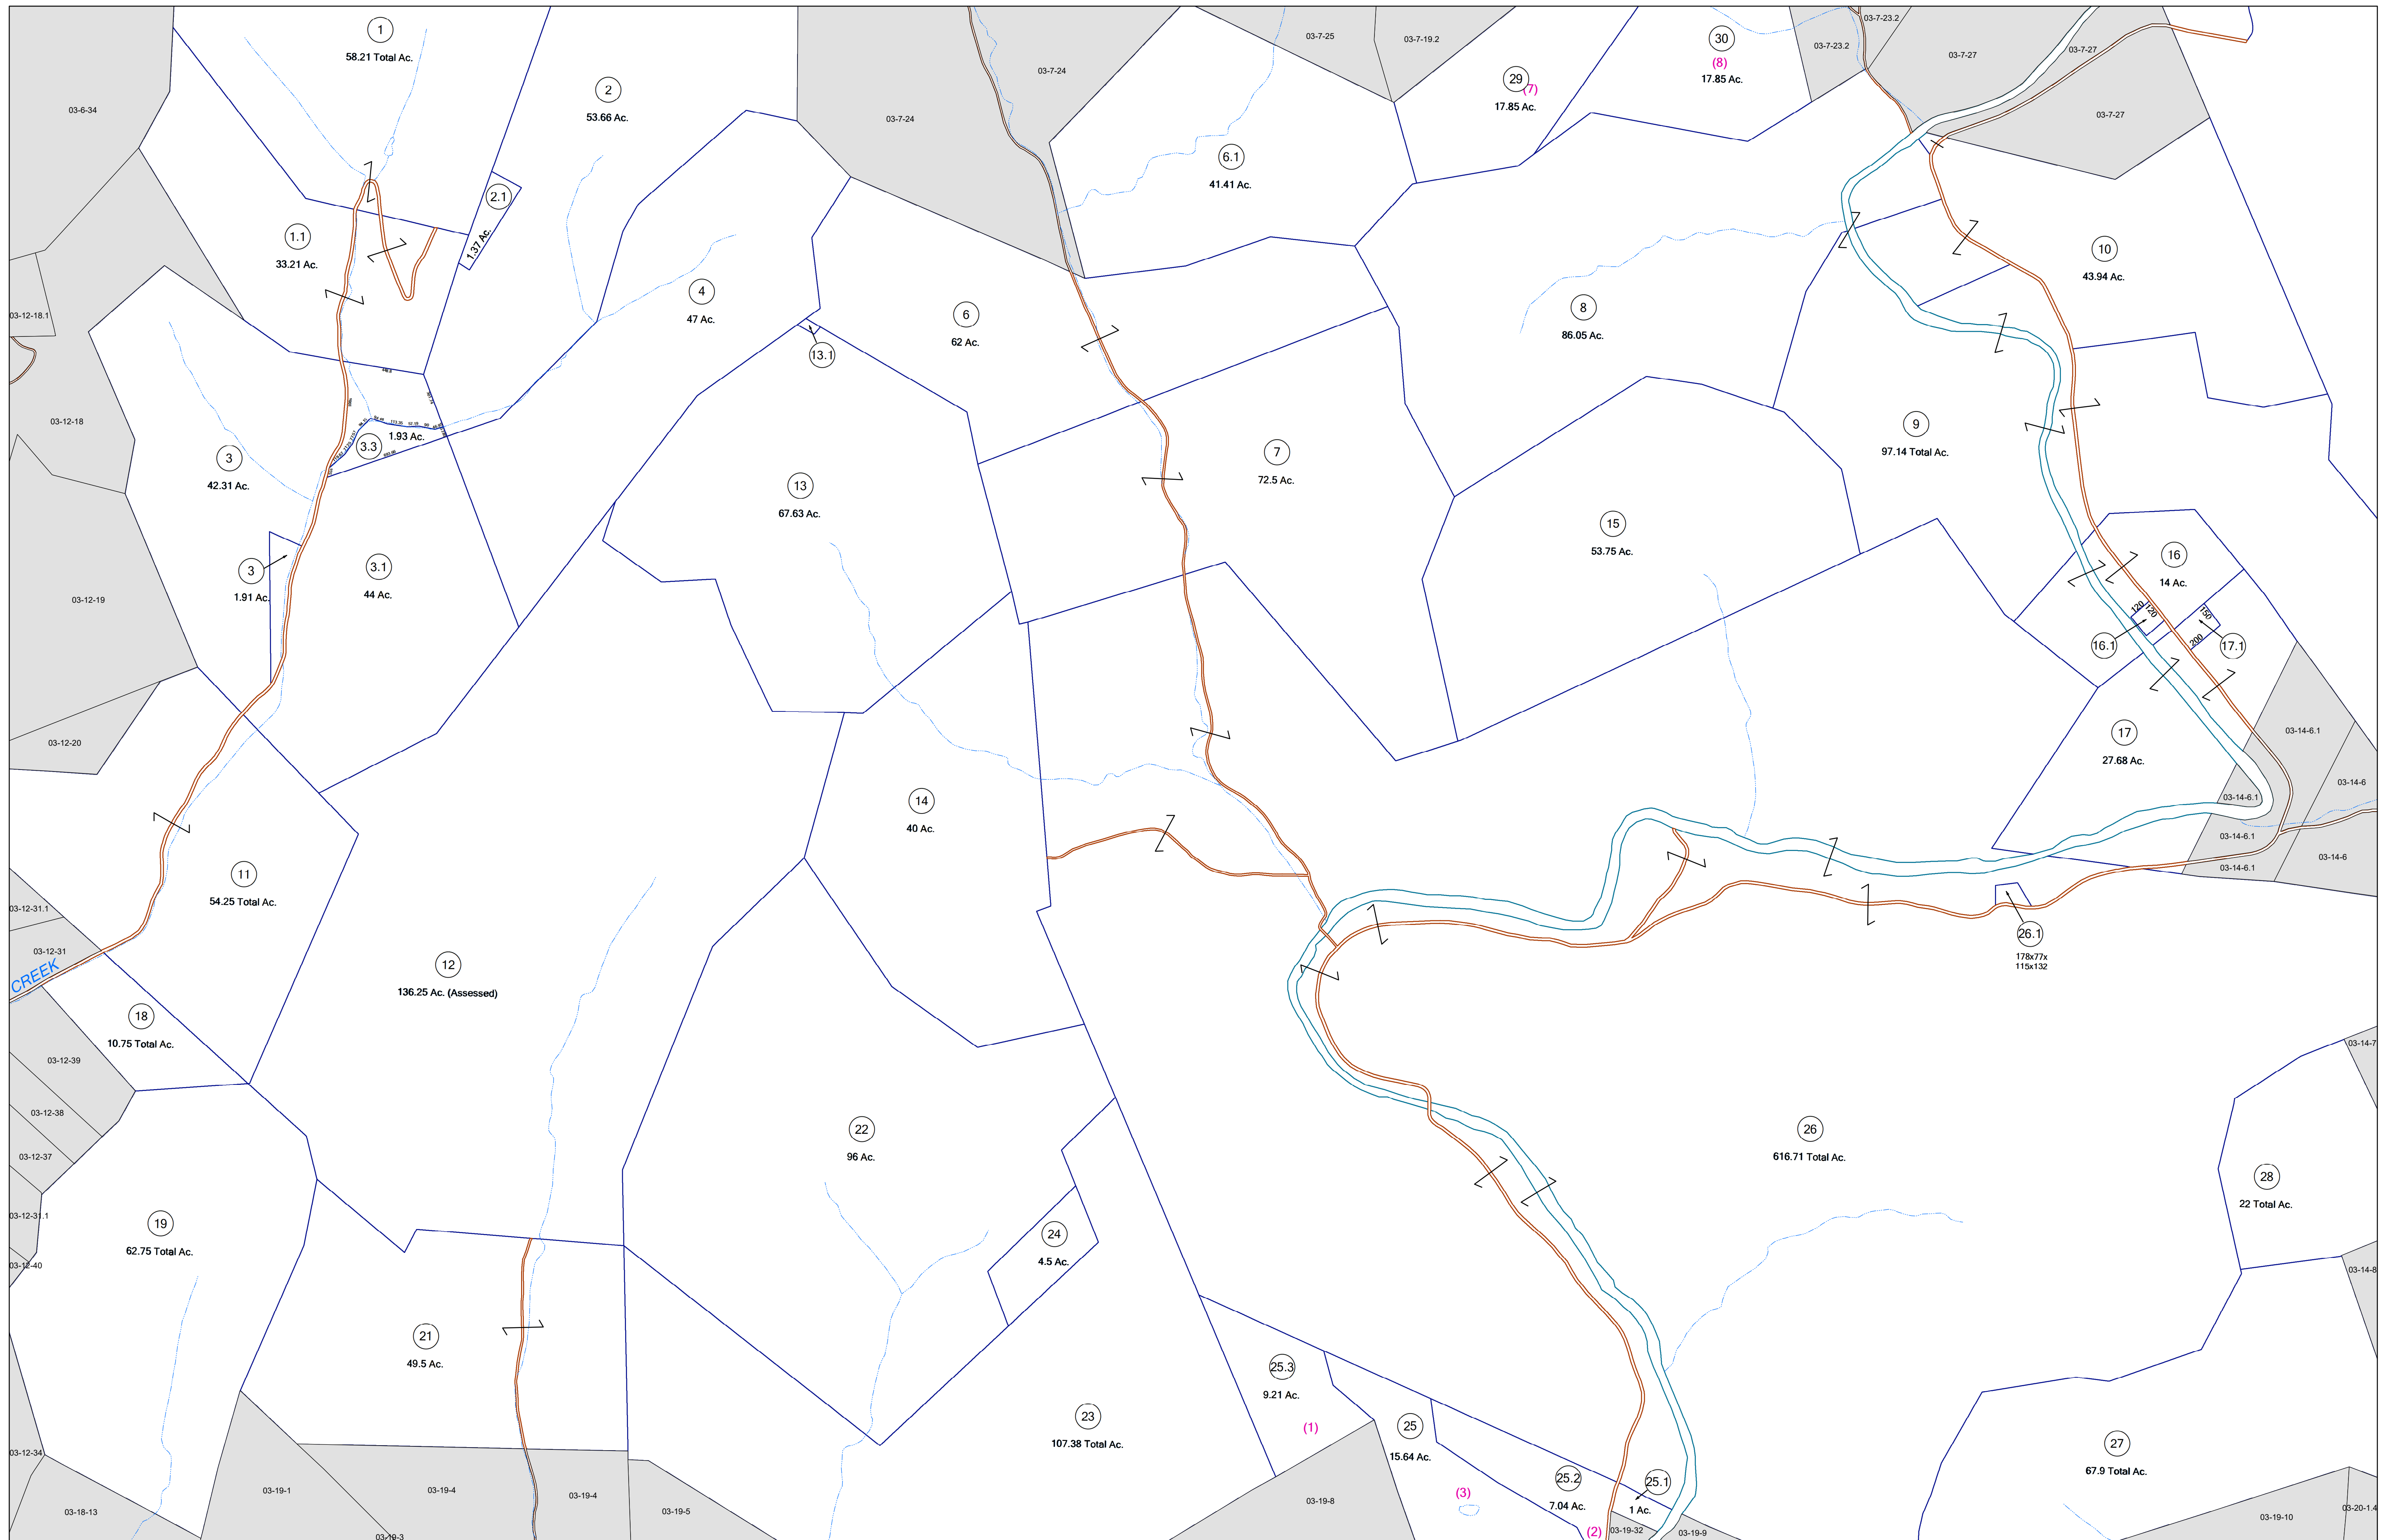 1
58.21 Total Ac.
2
53.66 Ac.
03-7-24
03-7-24
03-7-25
03-7-19.2
29
(7)
17.85 Ac.
30
(8)
17.85 Ac.
03-7-23.2
03-7-23.2
03-7-27
03-7-27
03-7-27
03-6-34
6.1
41.41 Ac.
2.1
1.37 Ac.
1.1
33.21 Ac.
10
43.94 Ac.
4
47 Ac.
6
62 Ac.
8
86.05 Ac.
03-12-18.1
13.1
03-12-18
3
42.31 Ac.
3.3
1.93 Ac.
9
97.14 Total Ac.
7
72.5 Ac.
13
67.63 Ac.
15
53.75 Ac.
3
1.91 Ac.
3.1
44 Ac.
16
14 Ac.
120
120
150
200
16.1
17.1
03-12-19
03-12-20
17
27.68 Ac.
03-14-6.1
03-14-6
03-14-6.1
03-14-6.1
03-14-6
03-14-6.1
14
40 Ac.
11
54.25 Total Ac.
03-12-31.1
03-12-31
CREEK
12
136.25 Ac. (Assessed)
26.1
178x77x
115x132
18
10.75 Total Ac.
03-12-39
03-12-38
03-12-37
03-12-31.1
03-12-40
03-14-7
22
96 Ac.
26
616.71 Total Ac.
28
22 Total Ac.
19
62.75 Total Ac.
24
4.5 Ac.
03-14-8
21
49.5 Ac.
25.3
9.21 Ac.
(1)
23
107.38 Total Ac.
25
15.64 Ac.
(3)
25.2
7.04 Ac.
(2)
25.1
1 Ac.
27
67.9 Total Ac.
03-12-34
03-18-13
03-19-1
03-19-4
03-19-4
03-19-3
03-19-5
03-19-8
03-19-32
03-19-9
03-19-10
03-20-1.4